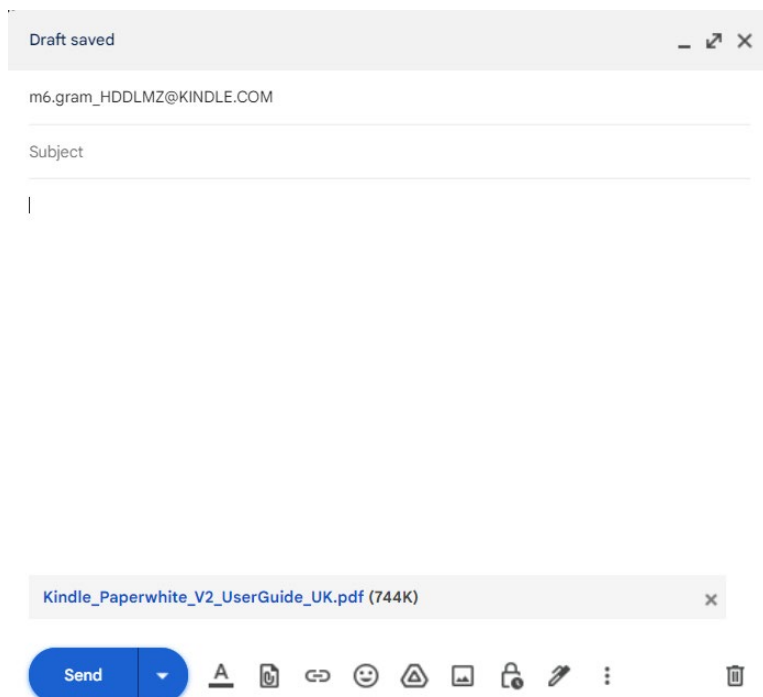 Draft saved
m6.gram_HDDLMZ@KINDLE.COM
Subject
Kindle_Paperwhite_V2_UserGuide_UK.pdf (744K)
Send